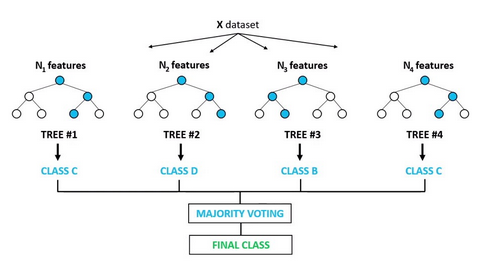 X dataset
N1 features N2 features N3 features N4 features
TREE #1 TREE #2 TREE #3 TREE #4
CLASS C CLASS D CLASS B CLASS C
MAJORITY VOTING
FINAL CLASS